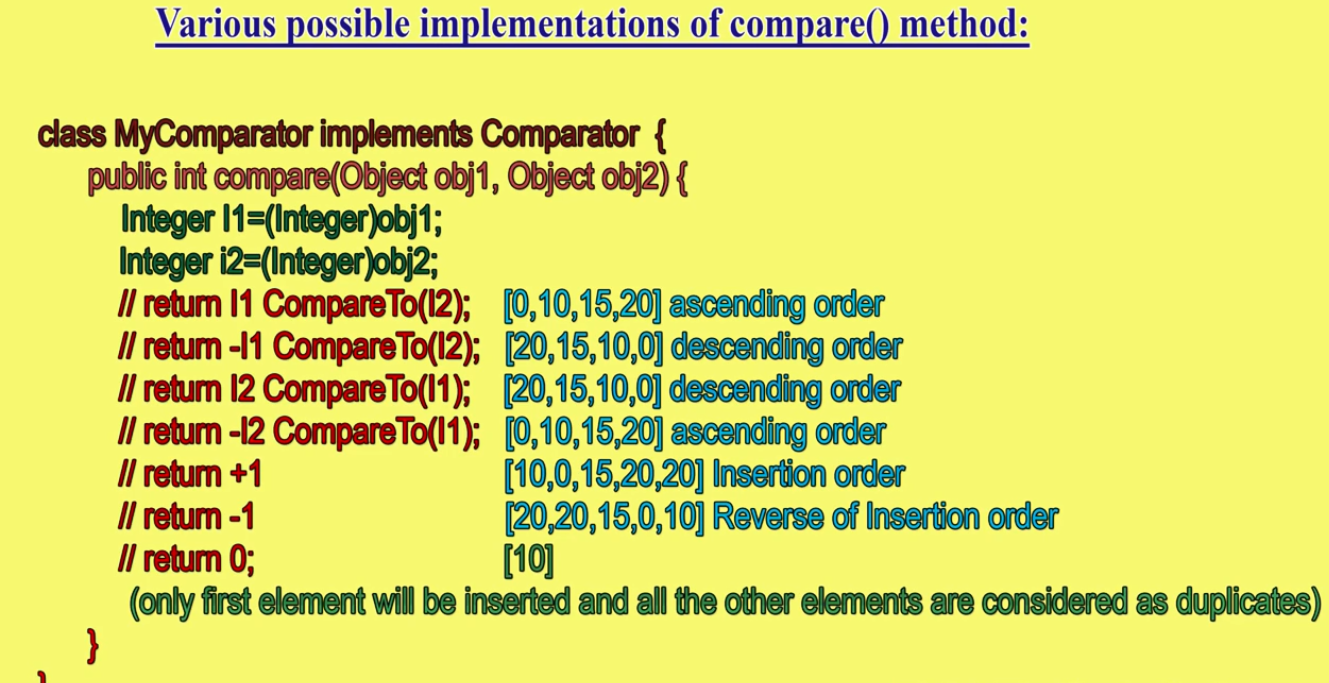 Various possible implementations of compare() method:
class MyComparator implements Comparator {
public int compare(Object obj1, Object obj2) {
Integer I1=(Integer)obj1;
Integer i2=(Integer)obj2;
// return I1 CompareTo(I2); [0,10,15,20] ascending order
// return -I1 CompareTo(I2); [20,15,10,0] descending order
// return I2 CompareTo(I1); [20,15,10,0] descending order
// return -I2 CompareTo(I1); [0,10,15,20] ascending order
// return +1 [10,0,15,20,20] Insertion order
// return -1 [20,20,15,0,10] Reverse of Insertion order
// return 0; [10]
(only first element will be inserted and all the other elements are considered as duplicates)
}
}